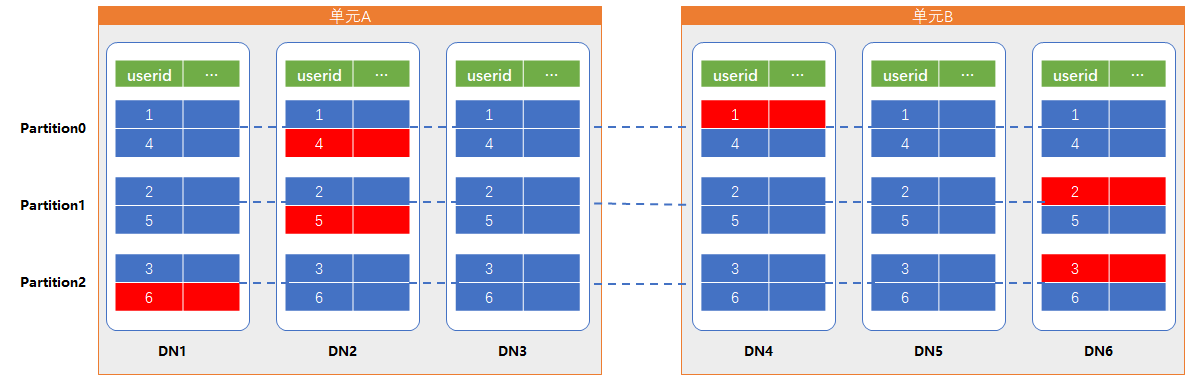 单元A 单元B
userid ... userid ... userid ... userid ... userid ... userid ...
1 1 1 1 1 1
Partition0
4 4 4 4 4 4
2 2 2 2 2 2
Partition1
5 5 5 5 5 5
3 3 3 3 3 3
Partition2
6 6 6 6 6 6
DN1 DN2 DN3 DN4 DN5 DN6